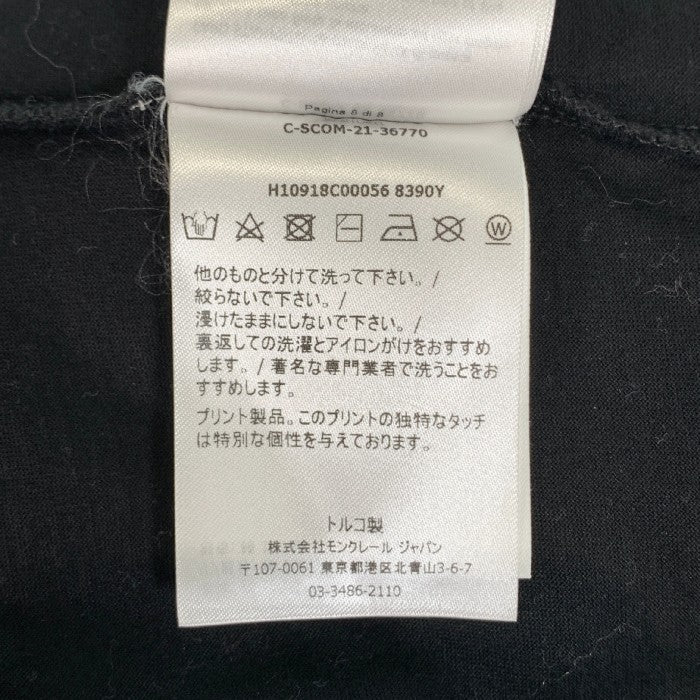 Pagina 8 di 8
C-SCOM-21-36770
H10918C00056 8390Y
他のものと分けて洗って下さい。/
絞らないで下さい。/
浸けたままにしないで下さい。/
裏返しての洗濯とアイロンがけをおすすめ
します。/ 著名な専門業者で洗うことをお
すすめします。
プリント製品。このプリントの独特なタッチ
は特別な個性を与えております。
トルコ製
株式会社モンクレール ジャパン
〒107-0061 東京都港区北青山3-6-7
03-3486-2110